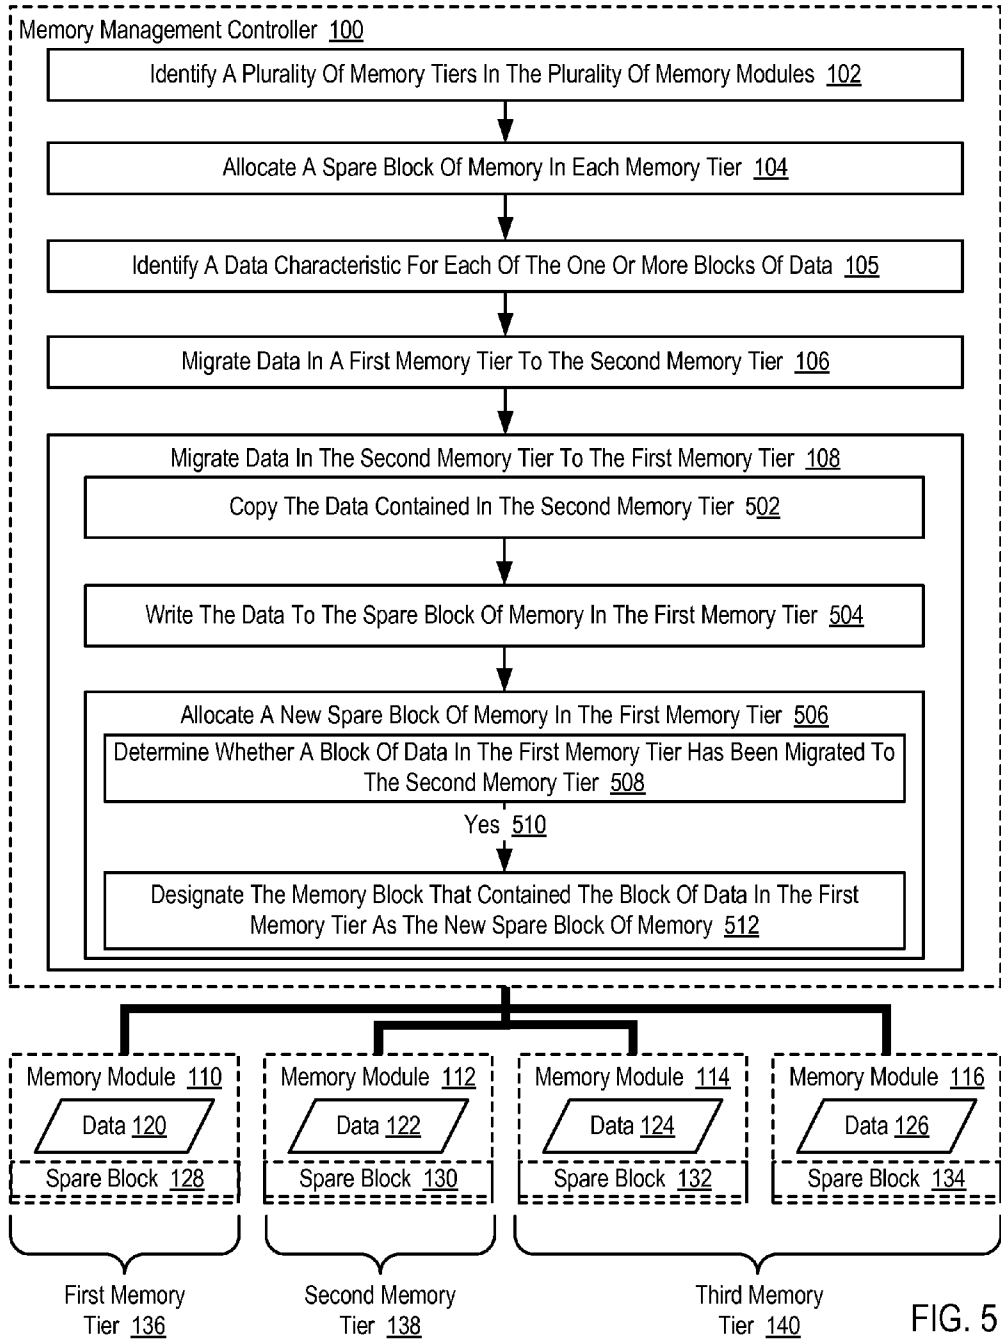 Memory Management Controller 100
Identify A Plurality Of Memory Tiers In The Plurality Of Memory Modules 102
Allocate A Spare Block Of Memory In Each Memory Tier 104
Identify A Data Characteristic For Each Of The One Or More Blocks Of Data 105
Migrate Data In A First Memory Tier To The Second Memory Tier 106
Migrate Data In The Second Memory Tier To The First Memory Tier 108
Copy The Data Contained In The Second Memory Tier 502
Write The Data To The Spare Block Of Memory In The First Memory Tier 504
Allocate A New Spare Block Of Memory In The First Memory Tier 506
Determine Whether A Block Of Data In The First Memory Tier Has Been Migrated To
The Second Memory Tier 508
Yes 510
Designate The Memory Block That Contained The Block Of Data In The First
Memory Tier As The New Spare Block Of Memory 512
Memory Module 110
Data 120
Spare Block 128
Memory Module 112
Data 122
Spare Block 130
Memory Module 114
Data 124
Spare Block 132
Memory Module 116
Data 126
Spare Block 134
First Memory
Tier 136
Second Memory
Tier 138
Third Memory
Tier 140
FIG. 5